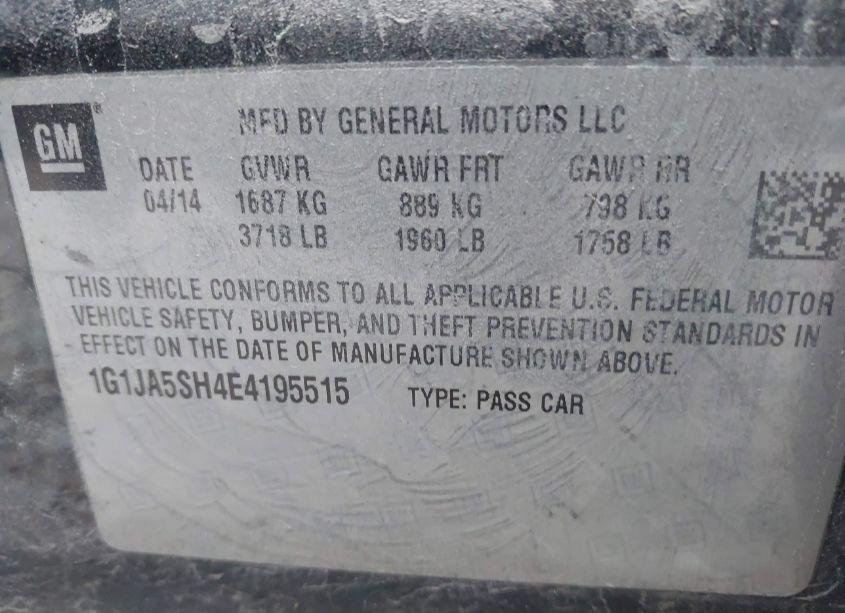 GM
MFD BY GENERAL MOTORS LLC
DATE GVWR GAWR FRT GAWR RR
04/14 1687 KG 889 KG 798 KG
3718 LB 1960 LB 1758 LB
THIS VEHICLE CONFORMS TO ALL APPLICABLE U.S. FEDERAL MOTOR
VEHICLE SAFETY, BUMPER, AND THEFT PREVENTION STANDARDS IN
EFFECT ON THE DATE OF MANUFACTURE SHOWN ABOVE.
1G1JA5SH4E4195515 TYPE: PASS CAR